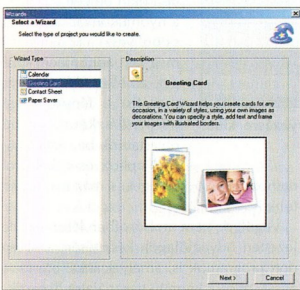 Wizards
Select a Wizard
Select the type of project you would like to create.
Wizard Type
Calendar
Greeting Card
Contact Sheet
Paper Saver
Description
Greeting Card
The Greeting Card Wizard helps you create cards for any
occasion, in a variety of styles, using your own images as
decorations. You can specify a style, add text and frame
your images with illustrated borders.
Next >
Cancel